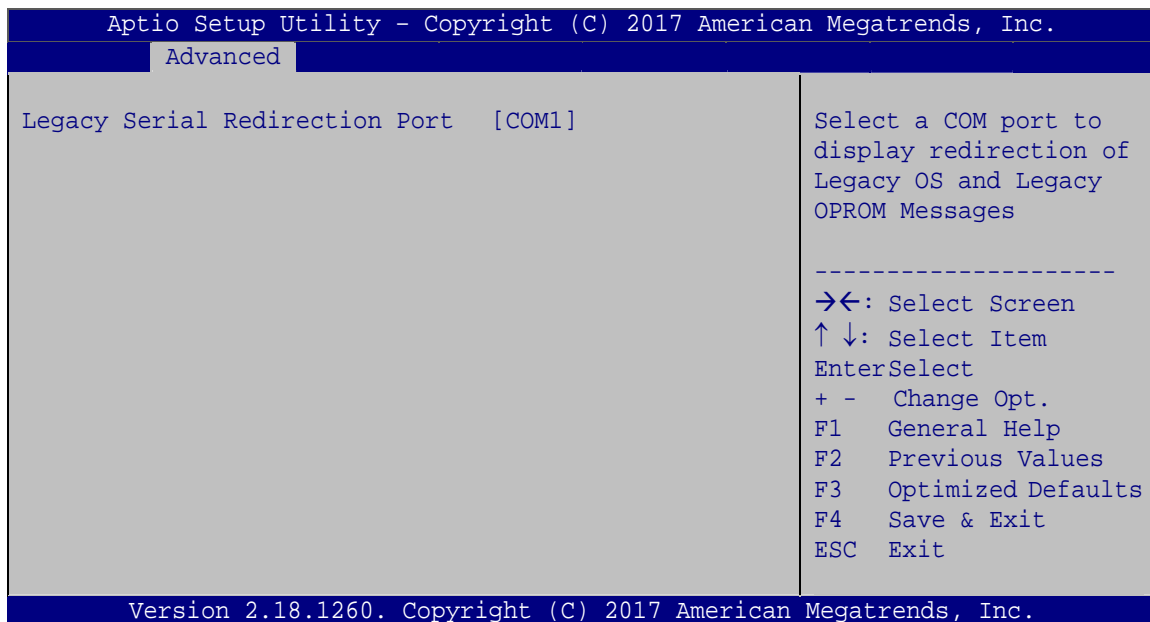 Aptio Setup Utility – Copyright (C) 2017 American Megatrends, Inc.
Advanced
Legacy Serial Redirection Port [COM1]
Select a COM port to
display redirection of
Legacy OS and Legacy
OPROM Messages
---------------------
→←: Select Screen
↑ ↓: Select Item
EnterSelect
+ - Change Opt.
F1 General Help
F2 Previous Values
F3 Optimized Defaults
F4 Save & Exit
ESC Exit
Version 2.18.1260. Copyright (C) 2017 American Megatrends, Inc.